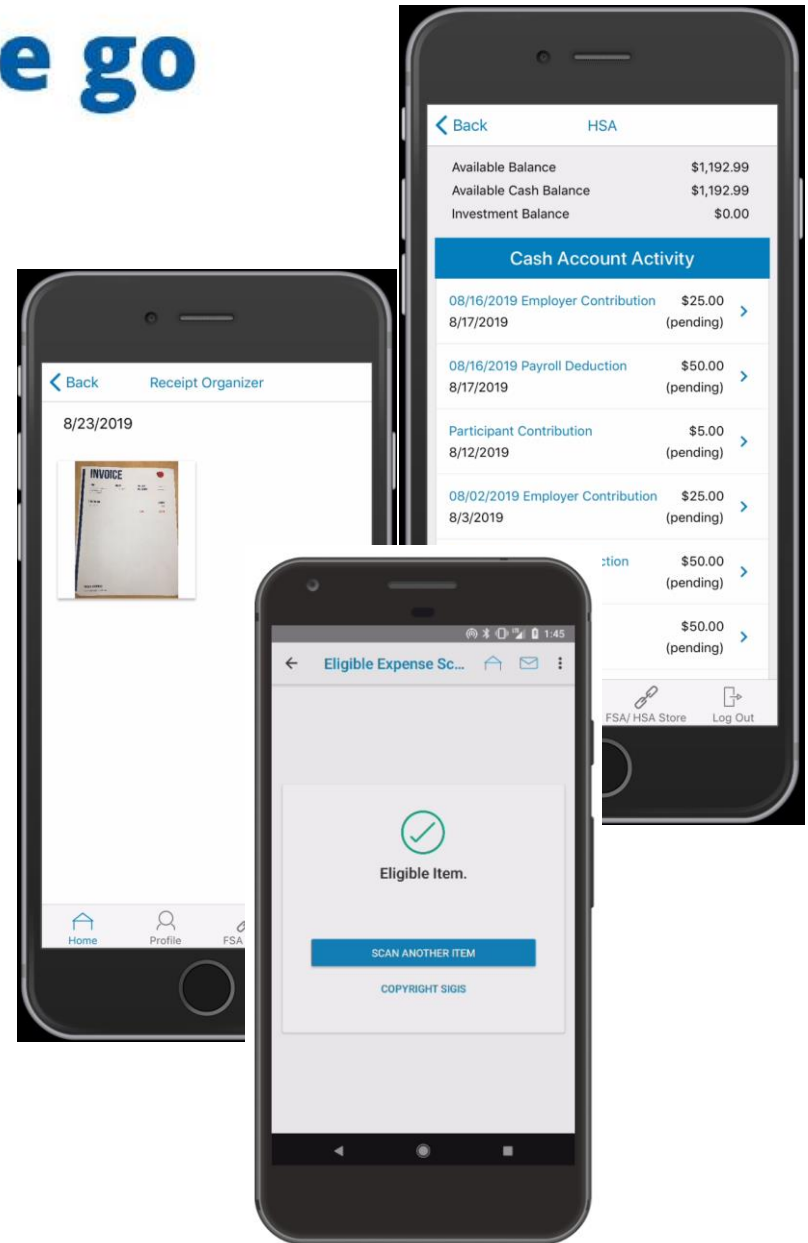 e go
Back HSA
Available Balance $1,192.99
Available Cash Balance $1,192.99
Investment Balance $0.00
Cash Account Activity
08/16/2019 Employer Contribution $25.00
8/17/2019 (pending)
08/16/2019 Payroll Deduction $50.00
8/17/2019 (pending)
Participant Contribution $5.00
8/12/2019 (pending)
08/02/2019 Employer Contribution $25.00
8/3/2019 (pending)
ction $50.00
(pending)
$50.00
(pending)
FSA/ HSA Store Log Out
Back Receipt Organizer
8/23/2019
INVOICE
Home Profile FSA
1:45
Eligible Expense Sc...
Eligible Item.
SCAN ANOTHER ITEM
COPYRIGHT SIGIS